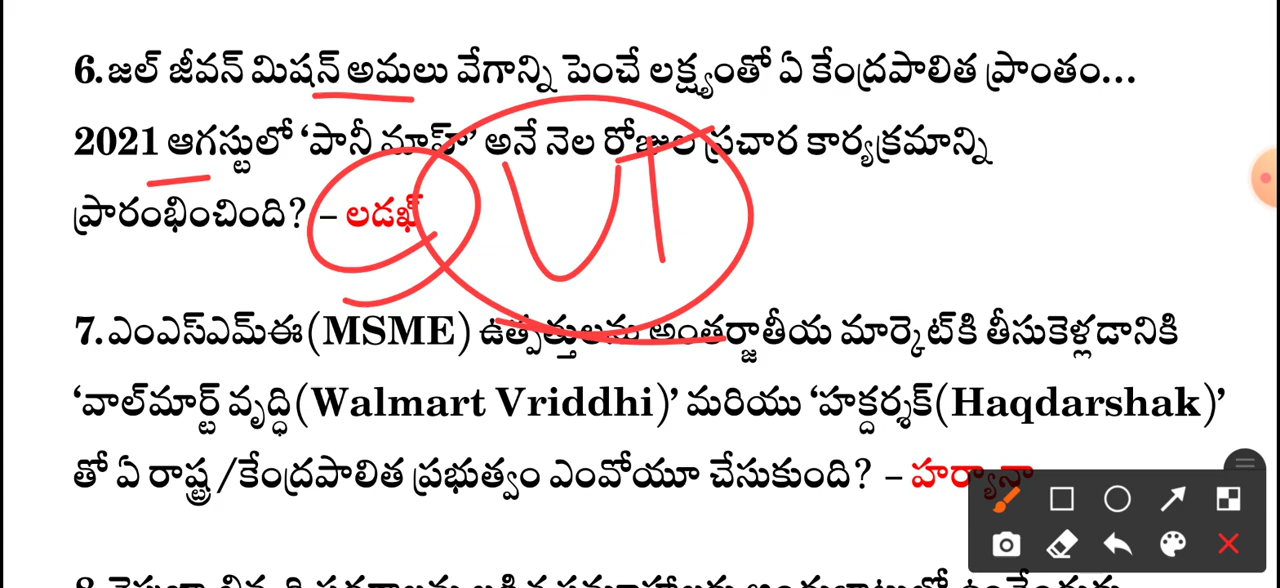 6.జల్ జీవన్ మిషన్ అమలు వేగాన్ని పెంచే లక్ష్యంతో ఏ కేంద్రపాలిత ప్రాంతం...
2021 ఆగస్టులో ‘పానీ మాహ్’ అనే నెల రోజుల ప్రచార కార్యక్రమాన్ని
ప్రారంభించింది? – లడఖ్
UT
7.ఎంఎస్ఎమ్ఈ(MSME) ఉత్పత్తులను అంతర్జాతీయ మార్కెట్‌కి తీసుకెళ్లడానికి
‘వాల్‌మార్ట్ వృద్ధి(Walmart Vriddhi)’ మరియు ‘హక్దర్శక్(Haqdarshak)’
తో ఏ రాష్ట్ర/కేంద్రపాలిత ప్రభుత్వం ఎంవోయూ చేసుకుంది? – హర్యానా